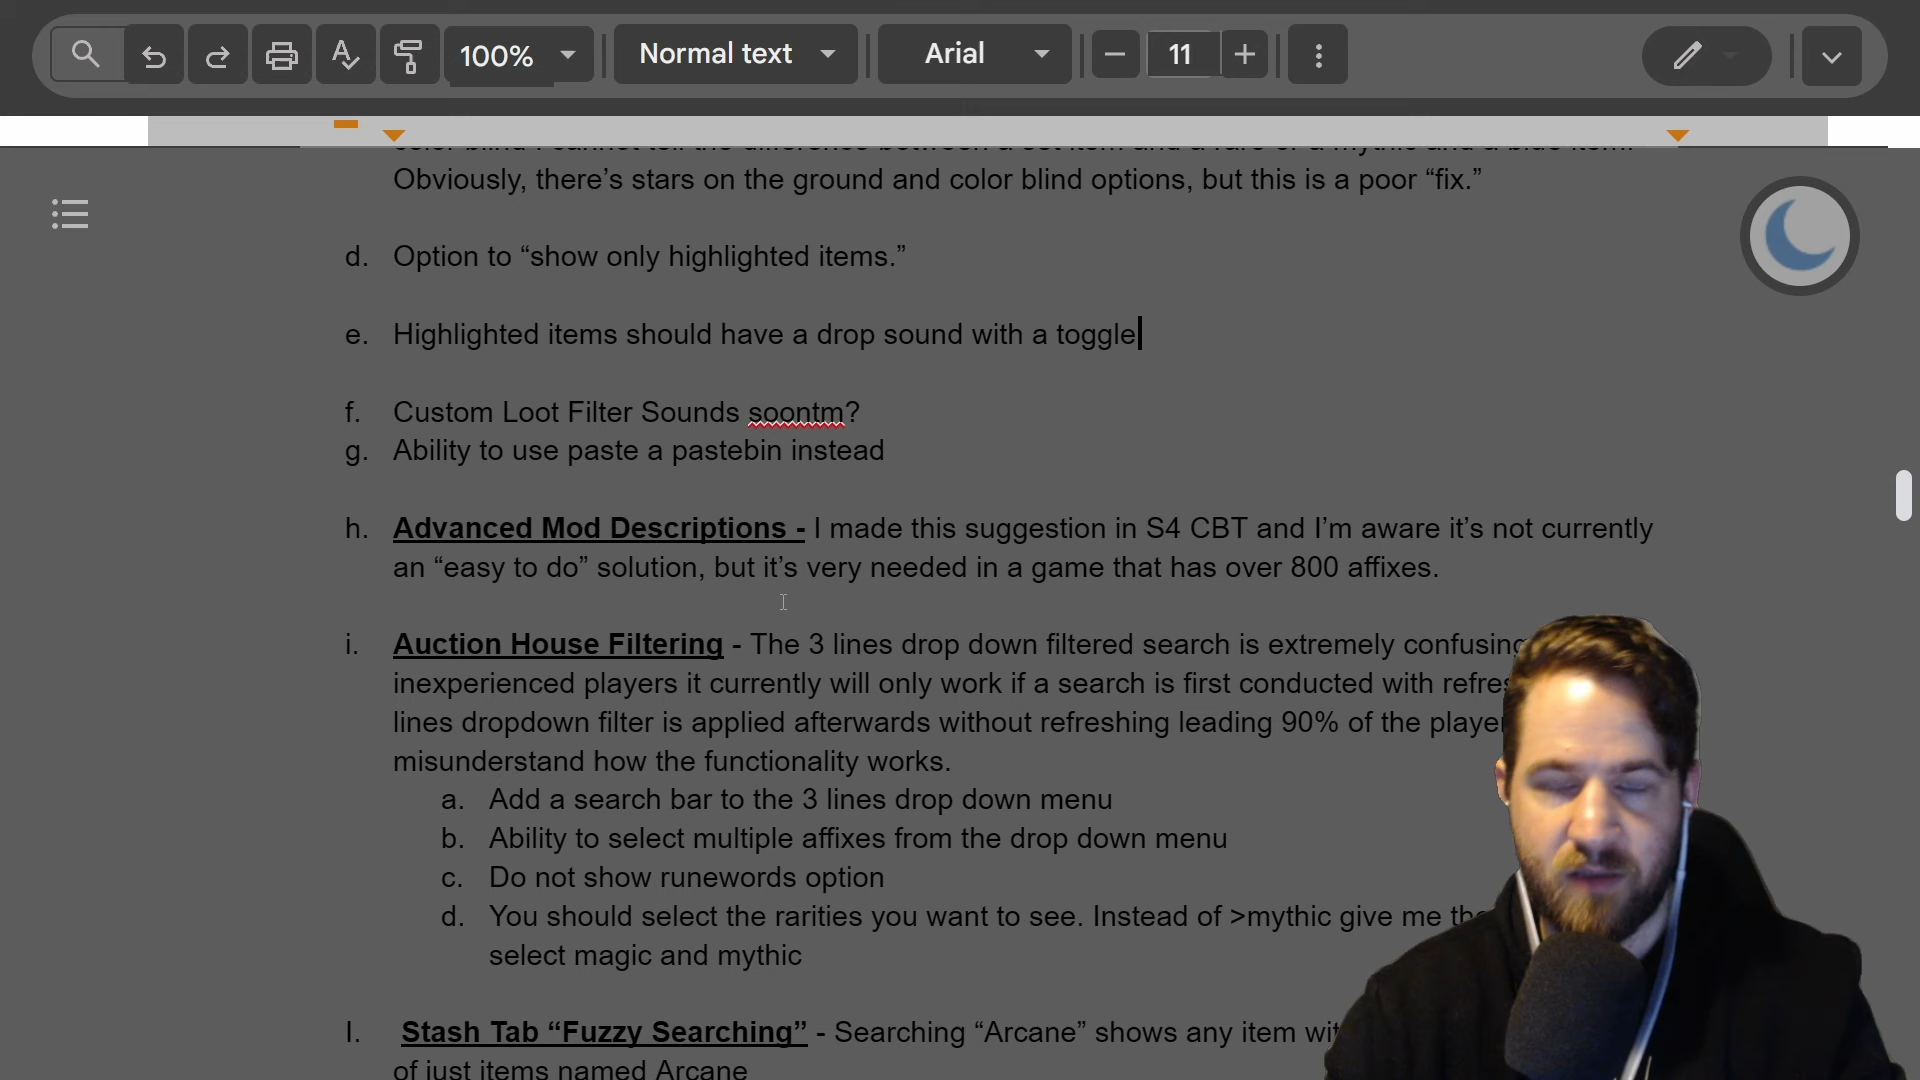 100%
Normal text
Arial
11
Obviously, there’s stars on the ground and color blind options, but this is a poor “fix.”
d. Option to “show only highlighted items.”
e. Highlighted items should have a drop sound with a toggle
f. Custom Loot Filter Sounds soontm?
g. Ability to use paste a pastebin instead
h. Advanced Mod Descriptions - I made this suggestion in S4 CBT and I’m aware it’s not currently
an “easy to do” solution, but it’s very needed in a game that has over 800 affixes.
i. Auction House Filtering - The 3 lines drop down filtered search is extremely confusing
inexperienced players it currently will only work if a search is first conducted with
lines dropdown filter is applied afterwards without refreshing leading 90% of the
misunderstand how the functionality works.
a. Add a search bar to the 3 lines drop down menu
b. Ability to select multiple affixes from the drop down menu
c. Do not show runewords option
d. You should select the rarities you want to see. Instead of >mythic give me
select magic and mythic
I. Stash Tab “Fuzzy Searching” - Searching “Arcane” shows any item
of just items named Arcane